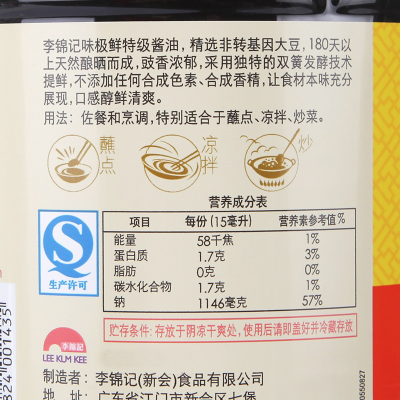 李锦记味极鲜特级酱油，精选非转基因大豆，180天以
上天然酿晒而成，豉香浓郁，采用独特的双簧发酵技术
提鲜，不添加任何合成色素、合成香精，让食材本味充分
展现，口感醇鲜清爽。
用法：佐餐和烹调，特别适合于蘸点、凉拌、炒菜。
蘸点
凉拌
炒
营养成分表
项目 每份（15毫升） 营养素参考值%
能量 58千焦 1%
蛋白质 1.7克 3%
脂肪 0克 0%
碳水化合物 1.7克 1%
钠 1146毫克 57%
QS
生产许可
贮存条件：存放于阴凉干爽处，使用后请即盖好并冷藏存放
李锦记
LEE KUM KEE
制造者：李锦记(新会)食品有限公司
地 址：广东省江门市新会区七堡
824001435
0550827